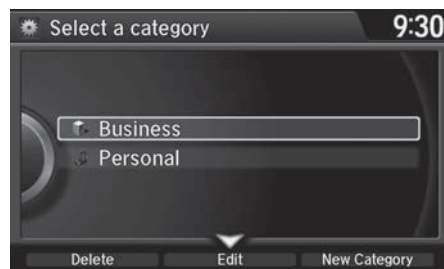 Select a category 9:30
Business
Personal
Delete Edit New Category